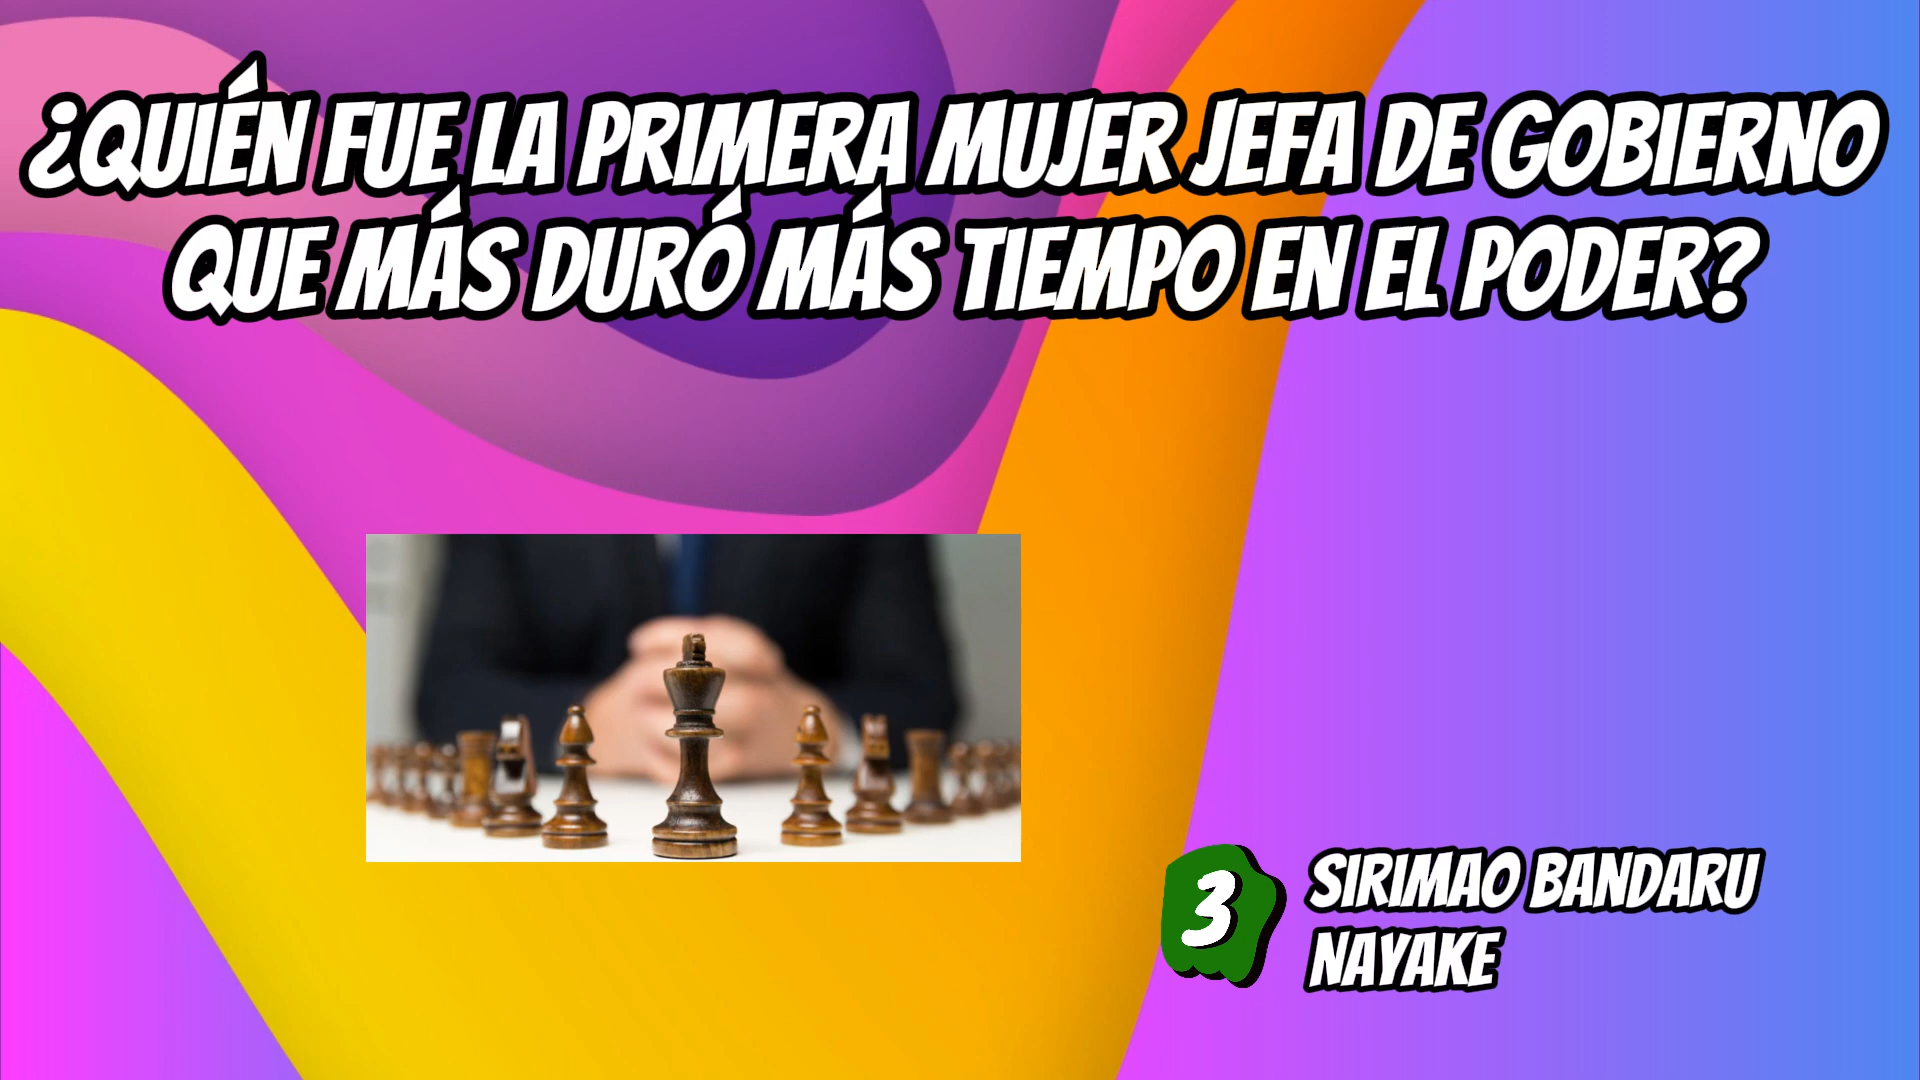 ¿QUIÉN FUE LA PRIMERA MUJER JEFA DE GOBIERNO
QUE MÁS DURÓ MÁS TIEMPO EN EL PODER?
3
SIRIMAO BANDARU
NAYAKE